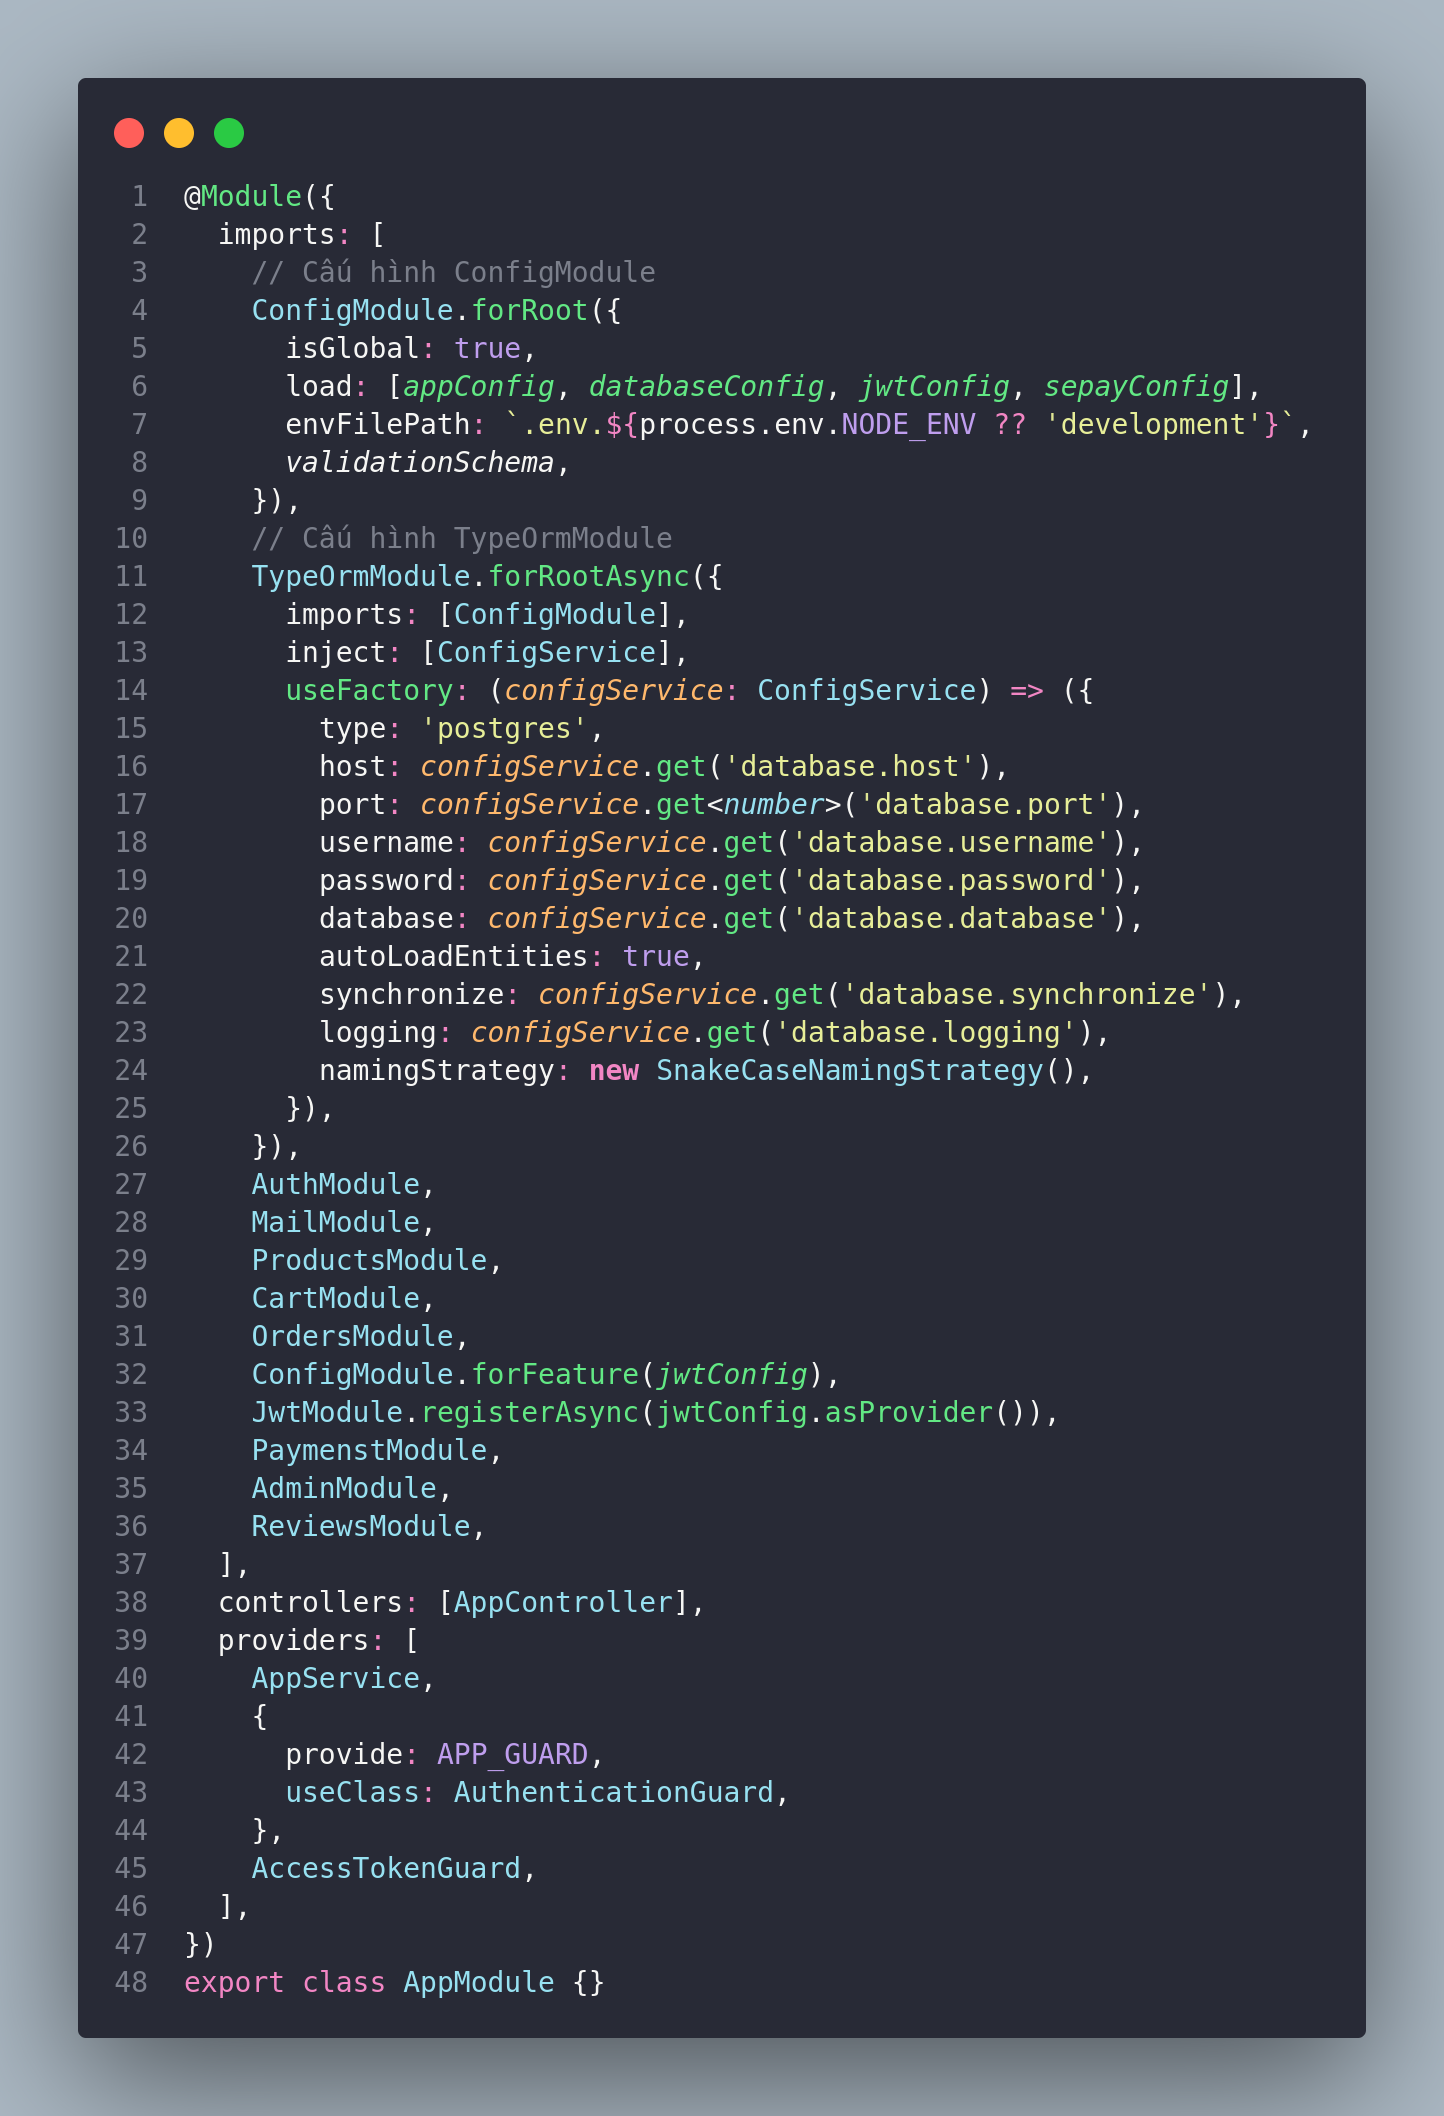 1 @Module({
2   imports: [
3     // Cấu hình ConfigModule
4     ConfigModule.forRoot({
5       isGlobal: true,
6       load: [appConfig, databaseConfig, jwtConfig, sepayConfig],
7       envFilePath: `.env.${process.env.NODE_ENV ?? 'development'}`,
8       validationSchema,
9     }),
10     // Cấu hình TypeOrmModule
11     TypeOrmModule.forRootAsync({
12       imports: [ConfigModule],
13       inject: [ConfigService],
14       useFactory: (configService: ConfigService) => ({
15         type: 'postgres',
16         host: configService.get('database.host'),
17         port: configService.get<number>('database.port'),
18         username: configService.get('database.username'),
19         password: configService.get('database.password'),
20         database: configService.get('database.database'),
21         autoLoadEntities: true,
22         synchronize: configService.get('database.synchronize'),
23         logging: configService.get('database.logging'),
24         namingStrategy: new SnakeCaseNamingStrategy(),
25       }),
26     }),
27     AuthModule,
28     MailModule,
29     ProductsModule,
30     CartModule,
31     OrdersModule,
32     ConfigModule.forFeature(jwtConfig),
33     JwtModule.registerAsync(jwtConfig.asProvider()),
34     PaymenstModule,
35     AdminModule,
36     ReviewsModule,
37   ],
38   controllers: [AppController],
39   providers: [
40     AppService,
41     {
42       provide: APP_GUARD,
43       useClass: AuthenticationGuard,
44     },
45     AccessTokenGuard,
46   ],
47 })
48 export class AppModule {}